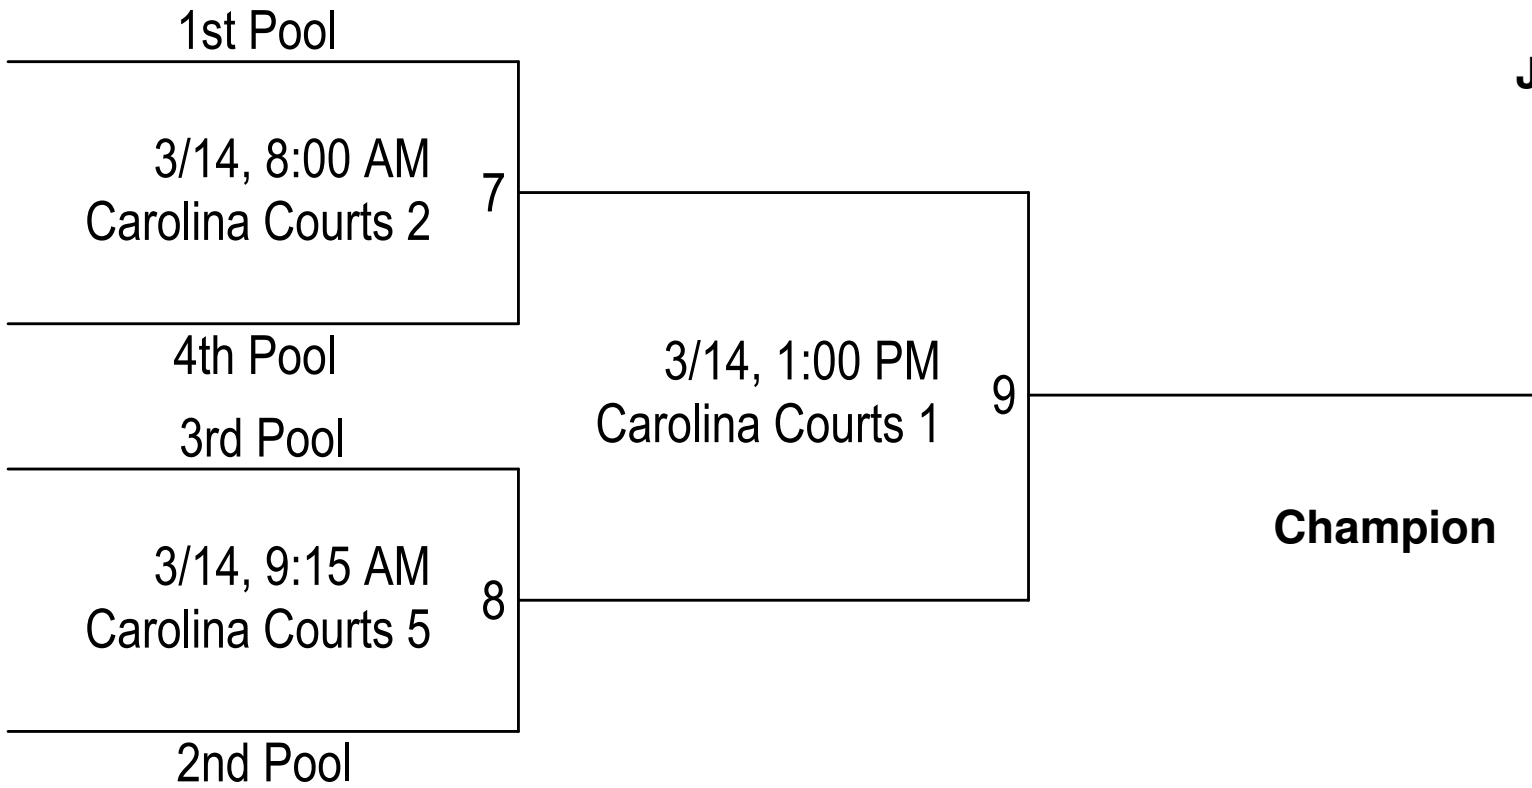 1st Pool
3/14, 8:00 AM
Carolina Courts 2
7
4th Pool
3/14, 1:00 PM
Carolina Courts 1
9
3rd Pool
3/14, 9:15 AM
Carolina Courts 5
8
2nd Pool
Champion